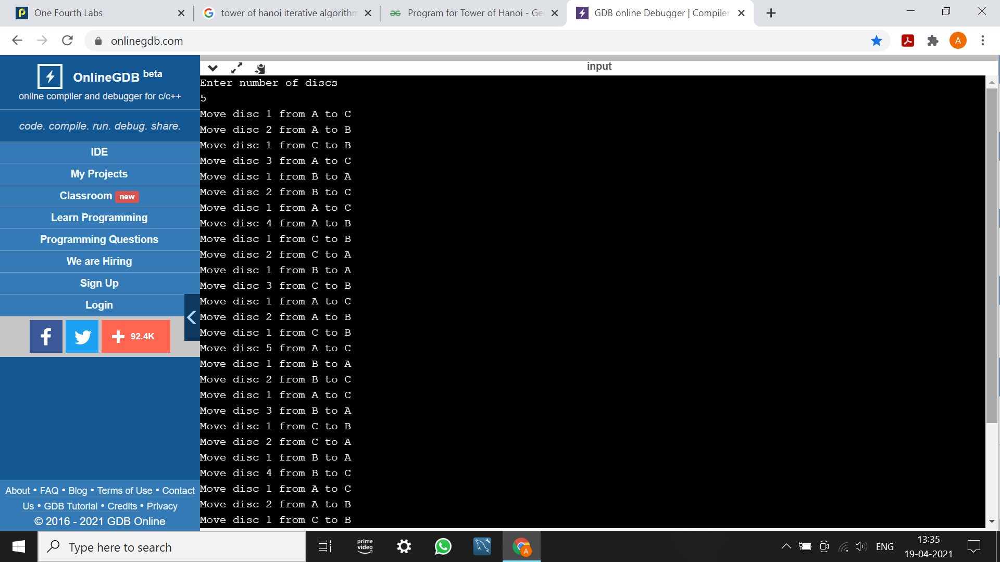 One Fourth Labs
tower of hanoi iterative algorithm
Program for Tower of Hanoi - Gee
GDB online Debugger | Compiler
onlinegdb.com
A
OnlineGDB beta
online compiler and debugger for c/c++
code. compile. run. debug. share.
IDE
My Projects
Classroom new
Learn Programming
Programming Questions
We are Hiring
Sign Up
Login
f
92.4K
About • FAQ • Blog • Terms of Use • Contact
Us • GDB Tutorial • Credits • Privacy
© 2016 - 2021 GDB Online
input
Enter number of discs
5
Move disc 1 from A to C
Move disc 2 from A to B
Move disc 1 from C to B
Move disc 3 from A to C
Move disc 1 from B to A
Move disc 2 from B to C
Move disc 1 from A to C
Move disc 4 from A to B
Move disc 1 from C to B
Move disc 2 from C to A
Move disc 1 from B to A
Move disc 3 from C to B
Move disc 1 from A to C
Move disc 2 from A to B
Move disc 1 from C to B
Move disc 5 from A to C
Move disc 1 from B to A
Move disc 2 from B to C
Move disc 1 from A to C
Move disc 3 from B to A
Move disc 1 from C to B
Move disc 2 from C to A
Move disc 1 from B to A
Move disc 4 from B to C
Move disc 1 from A to C
Move disc 2 from A to B
Move disc 1 from C to B
Type here to search
prime
video
A
ENG
13:35
19-04-2021